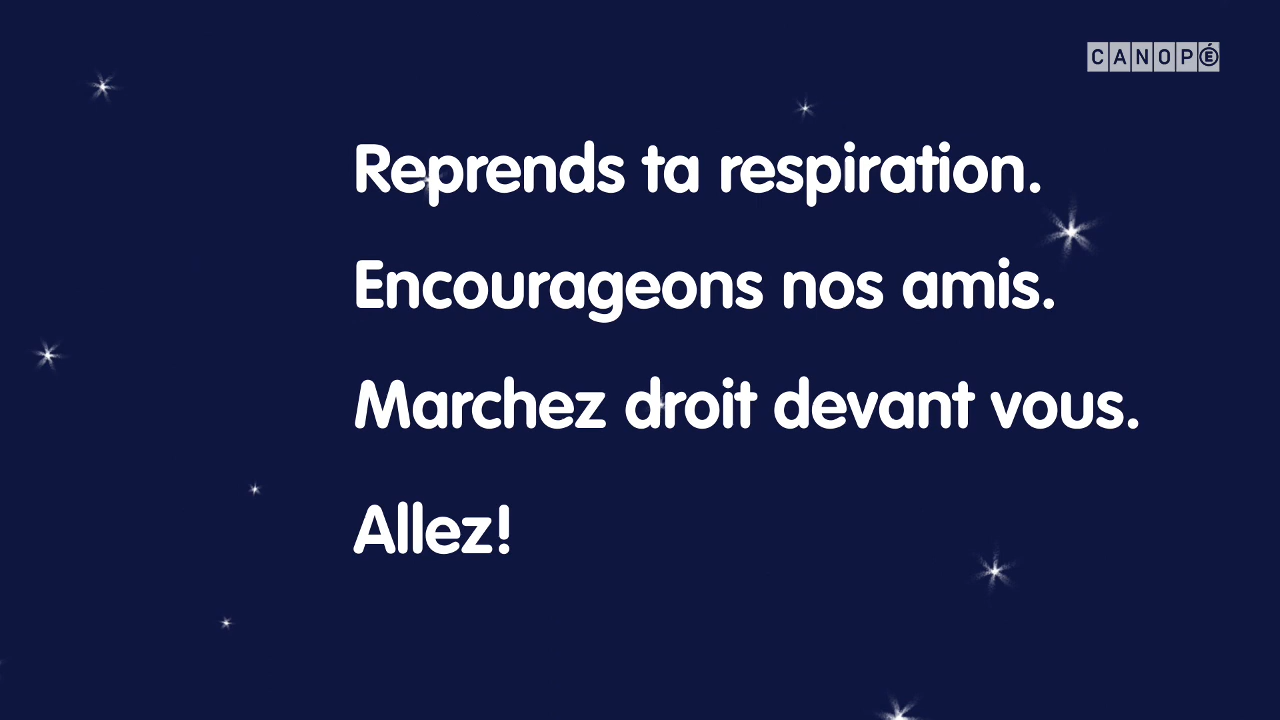 CANOPÉ
Reprends ta respiration.
Encourageons nos amis.
Marchez droit devant vous.
Allez!